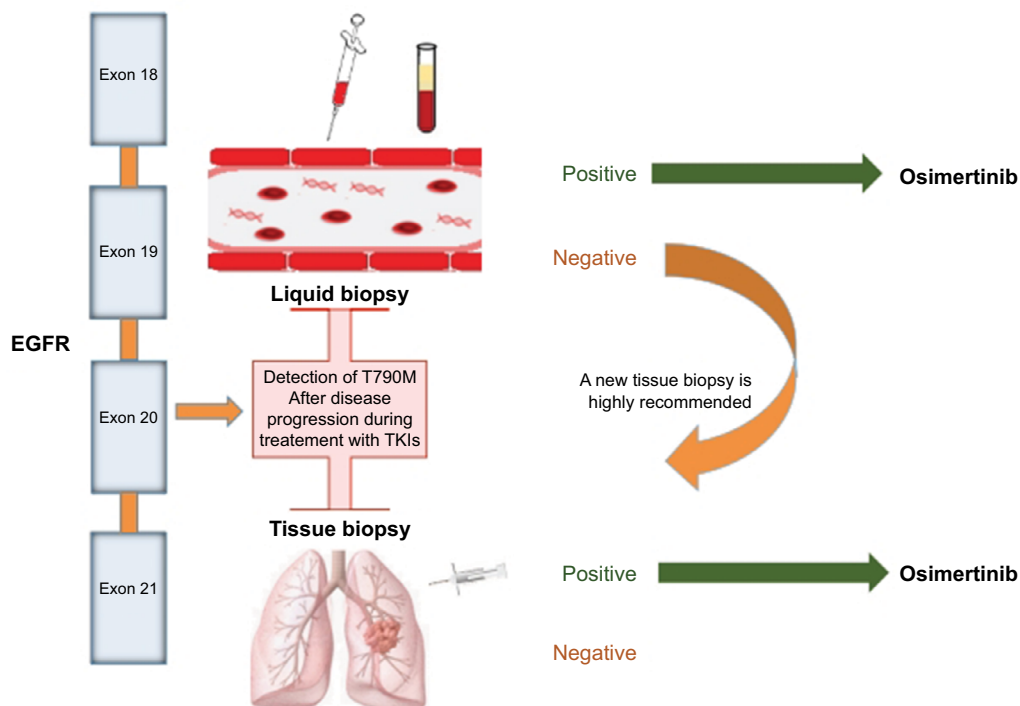 Exon 18
Exon 19
EGFR
Exon 20
Exon 21
Liquid biopsy
Detection of T790M
After disease
progression during
treatement with TKIs
Tissue biopsy
Positive
Osimertinib
Negative
A new tissue biopsy is
highly recommended
Positive
Osimertinib
Negative